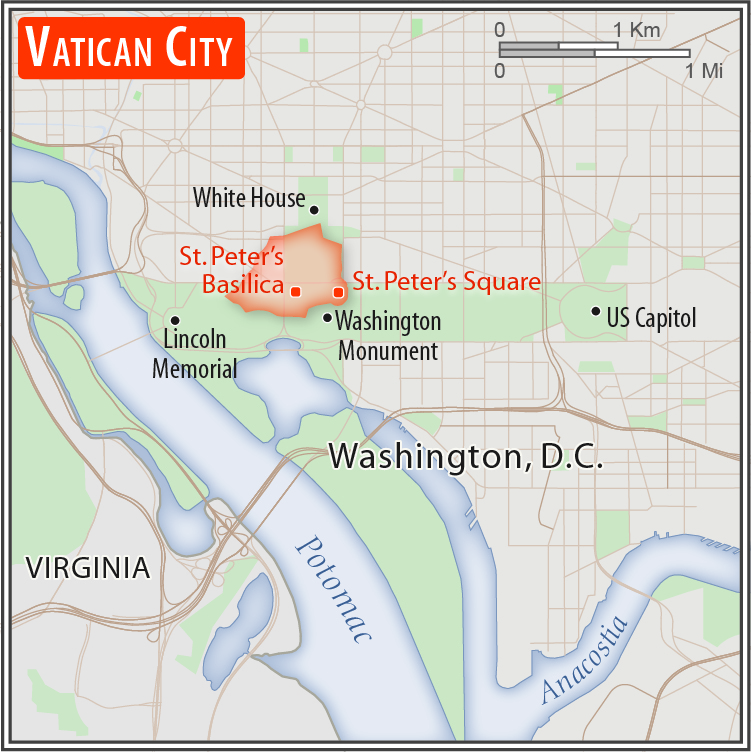 VATICAN CITY
0 1 Km
0 1 Mi
White House
St. Peter's
Basilica
St. Peter's Square
Washington
Monument
US Capitol
Lincoln
Memorial
Washington, D.C.
VIRGINIA
Potomac
Anacostia